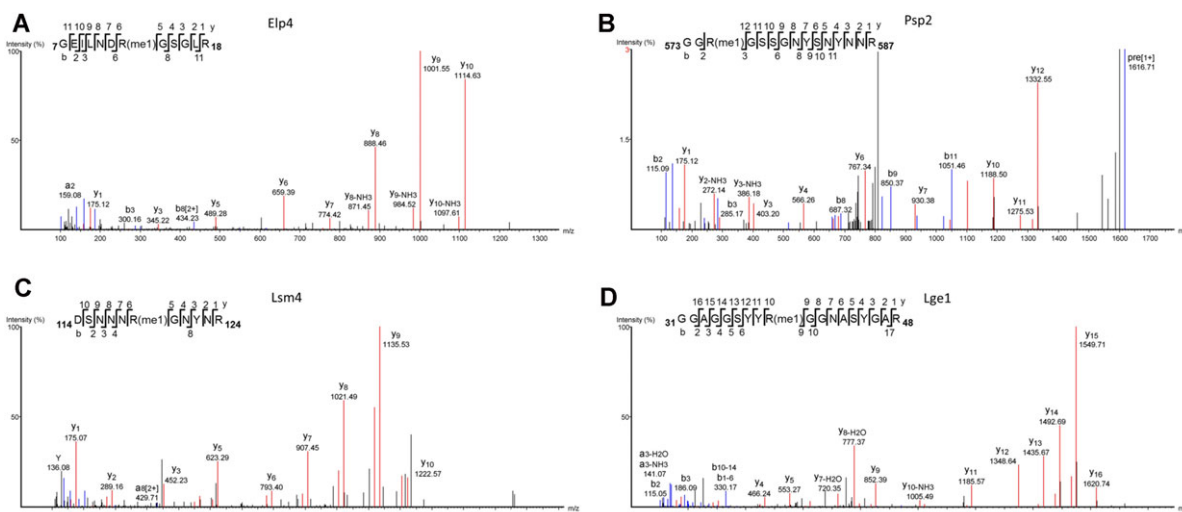 A
Elp4
11 10 9 8 7 6 5 4 3 2 1 y
7GEILNDR(me1)GSGLR18
b 2 3 6 8 11
Intensity (%)
100
50
y9
1001.55
y10
1114.63
y8
888.46
a2
159.08
y1
175.12
b3
300.16
y3
345.22
b8[2+]
434.23
y5
489.28
y6
659.39
y7
774.42
y8-NH3
871.45
y9-NH3
984.52
y10-NH3
1097.61
100 200 300 400 500 600 700 800 900 1000 1100 1200 1300 m/z
B
Psp2
12 11 10 9 8 7 6 5 4 3 2 1 y
573GGR(me1)GSSGNYSNYNNR587
b 2 3 6 8 9 10 11
Intensity (%)
3
1.5
pre[1+]
1616.71
y12
1332.55
b2
115.09
y1
175.12
y2-NH3
272.14
b3
285.17
y3-NH3
386.18
y3
403.20
y4
566.26
b8
687.32
y6
767.34
b9
850.37
y7
930.38
b11
1051.46
y10
1188.50
y11
1275.53
100 200 300 400 500 600 700 800 900 1000 1100 1200 1300 1400 1500 1600 1700 m
C
Lsm4
10 9 8 7 6 5 4 3 2 1 y
114DSNNNR(me1)GNYNR124
b 2 3 4 8
Intensity (%)
100
50
y9
1135.53
y8
1021.49
y1
175.07
Y
136.08
y2
289.16
a8[2+]
429.71
y3
452.23
y5
623.29
y6
793.40
y7
907.45
y10
1222.57
m/z
D
Lge1
16 15 14 13 12 11 10 9 8 7 6 5 4 3 2 1 y
31GGAGGSYYR(me1)GGNASYGAR48
b 2 3 4 5 6 9 10 17
Intensity (%)
100
50
y15
1549.71
y14
1492.69
y13
1435.67
y12
1348.64
a3-H2O
a3-NH3
141.07
b2
115.05
b3
186.09
b10-14
b1-6
330.17
y4
466.24
y5
553.27
y7-H2O
720.35
y8-H2O
777.37
y9
852.39
y10-NH3
1005.49
y11
1185.57
y16
1620.74
m/z